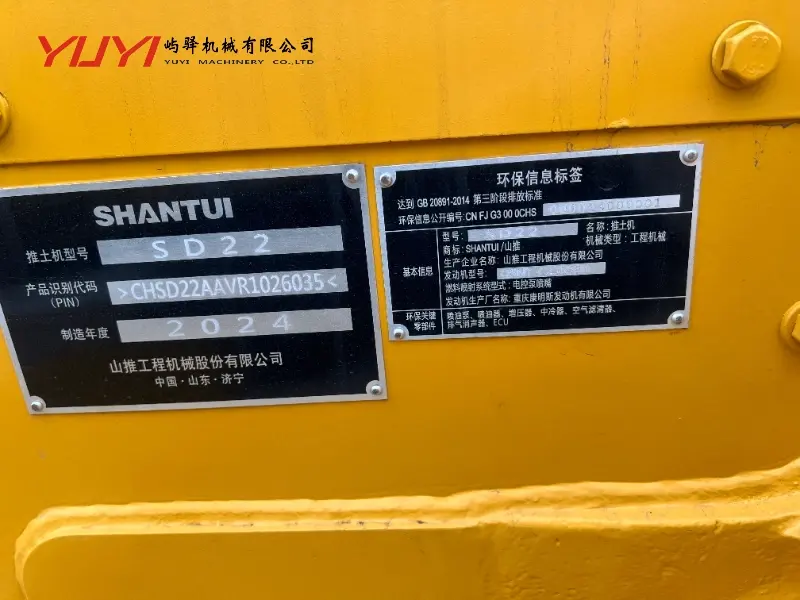 YUYI 屿驿机械有限公司
YUYI MACHINERY CO.,LTD
SHANTUI
推土机型号 SD22
产品识别代码 >CHSD22AAVR1026035<
(PIN)
制造年度 2024
山推工程机械股份有限公司
中国·山东·济宁
环保信息标签
达到 GB 20891-2014 第三阶段排放标准
环保信息公开编号:CN FJ G3 00 0CHS
基本信息
型号: SD22 名称:推土机
商标:SHANTUI/山推 机械类型:工程机械
生产企业名称:山推工程机械股份有限公司
发动机型号:
燃料喷射系统型式:电控泵喷嘴
发动机生产厂名称:重庆康明斯发动机有限公司
环保关键
零部件
喷油泵、喷油器、增压器、中冷器、空气滤清器、
排气消声器、ECU